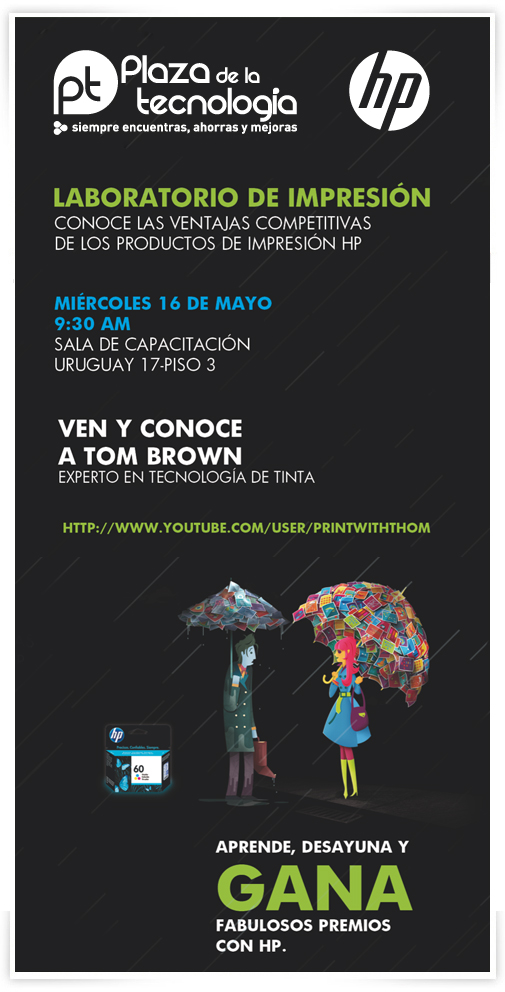 pt Plaza de la tecnología
siempre encuentras, ahorras y mejoras
hp
LABORATORIO DE IMPRESIÓN
CONOCE LAS VENTAJAS COMPETITIVAS
DE LOS PRODUCTOS DE IMPRESIÓN HP
MIÉRCOLES 16 DE MAYO
9:30 AM
SALA DE CAPACITACIÓN
URUGUAY 17-PISO 3
VEN Y CONOCE
A TOM BROWN
EXPERTO EN TECNOLOGÍA DE TINTA
HTTP://WWW.YOUTUBE.COM/USER/PRINTWITHTHOM
hp
60
APRENDE, DESAYUNA Y
GANA
FABULOSOS PREMIOS
CON HP.